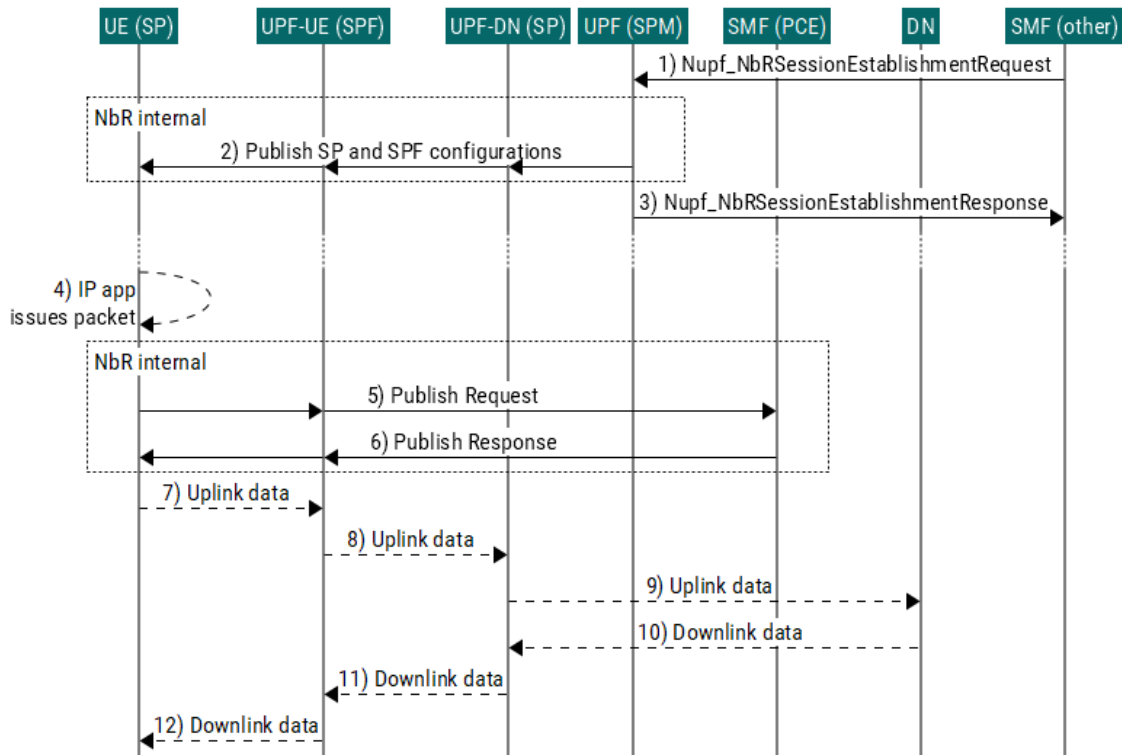 UE (SP) UPF-UE (SPF) UPF-DN (SP) UPF (SPM) SMF (PCE) DN SMF (other)
1) Nupf_NbRSessionEstablishmentRequest
NbR internal
2) Publish SP and SPF configurations
3) Nupf_NbRSessionEstablishmentResponse
4) IP app
issues packet
NbR internal
5) Publish Request
6) Publish Response
7) Uplink data
8) Uplink data
9) Uplink data
10) Downlink data
11) Downlink data
12) Downlink data